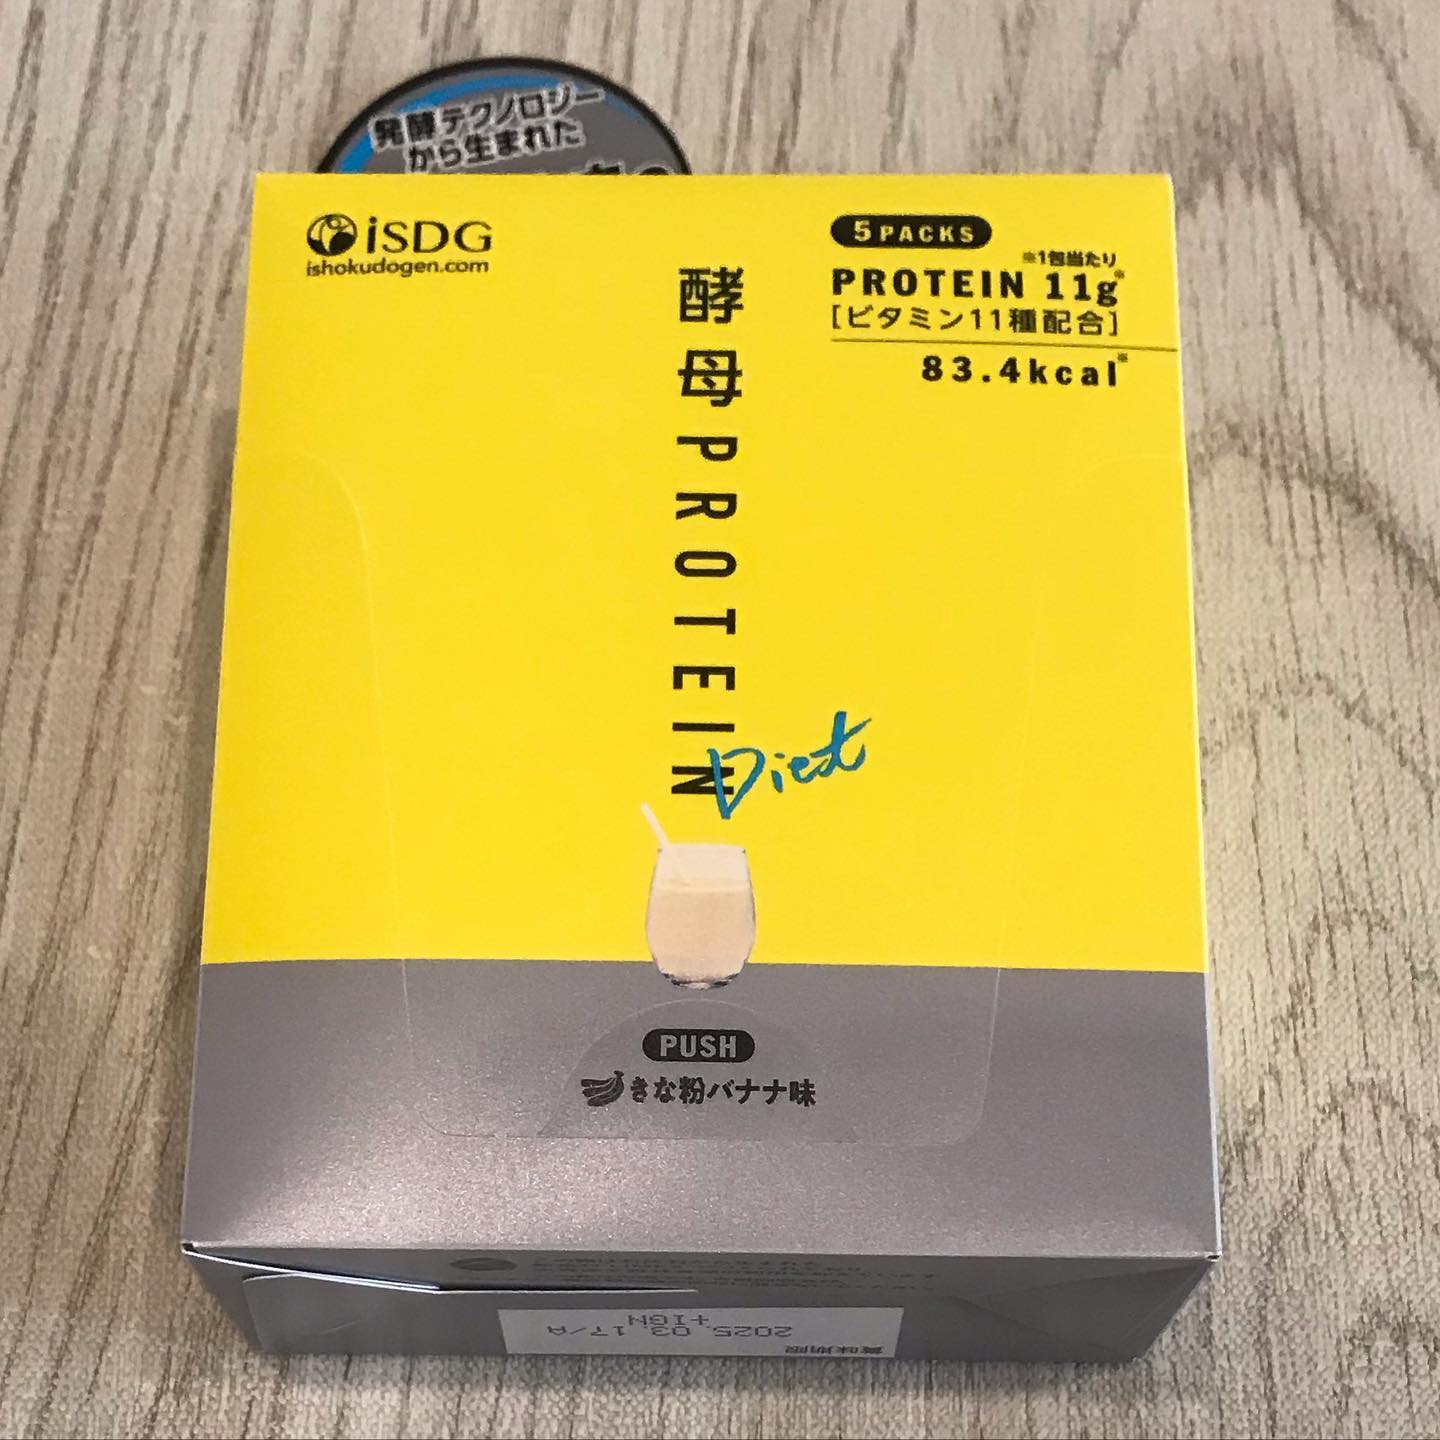 発酵テクノロジー
から生まれた
iSDG
ishokudogen.com
5 PACKS
※1包当たり
PROTEIN 11g※
[ビタミン11種配合]
83.4kcal※
酵母PROTEIN
Diet
PUSH
きな粉バナナ味
賞味期限
2025.03.17/A
+IGN